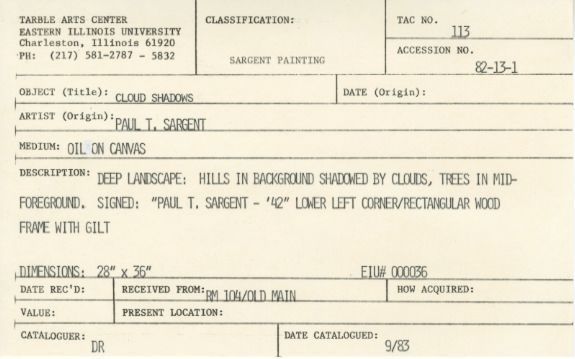 TARBLE ARTS CENTER
EASTERN ILLINOIS UNIVERSITY
Charleston, Illinois 61920
PH: (217) 581-2787 - 5832
CLASSIFICATION:
SARGENT PAINTING
TAC NO.
113
ACCESSION NO.
82-13-1
OBJECT (Title): CLOUD SHADOWS
DATE (Origin):
ARTIST (Origin): PAUL T. SARGENT
MEDIUM: OIL ON CANVAS
DESCRIPTION: DEEP LANDSCAPE: HILLS IN BACKGROUND SHADOWED BY CLOUDS, TREES IN MID-
FOREGROUND. SIGNED: "PAUL T. SARGENT - '42" LOWER LEFT CORNER/RECTANGULAR WOOD
FRAME WITH GILT
DIMENSIONS: 28" x 36" EIU# 000036
DATE REC'D: RECEIVED FROM: RM 104/OLD MAIN HOW ACQUIRED:
VALUE: PRESENT LOCATION:
CATALOGUER: DR
DATE CATALOGUED: 9/83